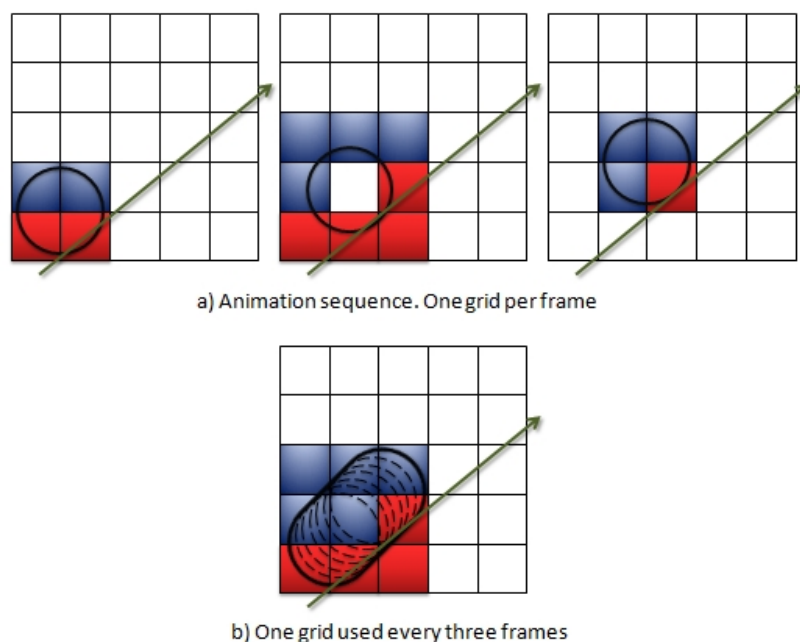 a) Animation sequence. One grid per frame
b) One grid used every three frames